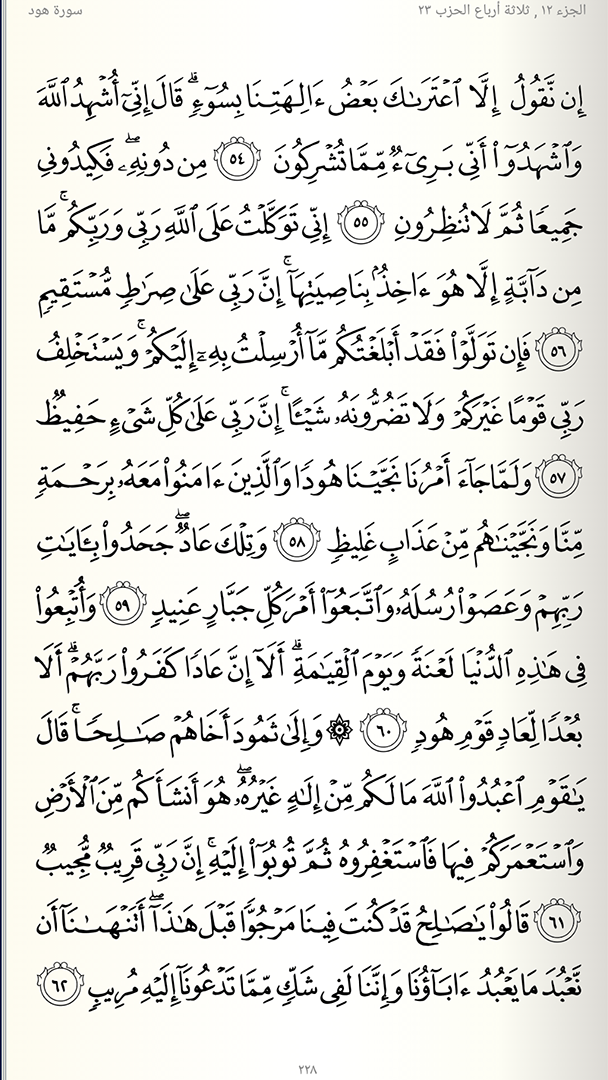 الجزء ١٢ , ثلاثة أرباع الحزب ٢٣ سورة هود
إِن نَّقُولُ إِلَّا ٱعۡتَرَىٰكَ بَعۡضُ ءَالِهَتِنَا بِسُوٓءٖۗ قَالَ إِنِّيٓ أُشۡهِدُ ٱللَّهَ
وَٱشۡهَدُوٓاْ أَنِّي بَرِيٓءٞ مِّمَّا تُشۡرِكُونَ ٥٤ مِن دُونِهِۦۖ فَكِيدُونِي
جَمِيعٗا ثُمَّ لَا تُنظِرُونِ ٥٥ إِنِّي تَوَكَّلۡتُ عَلَى ٱللَّهِ رَبِّي وَرَبِّكُمۚ مَّا
مِن دَآبَّةٍ إِلَّا هُوَ ءَاخِذُۢ بِنَاصِيَتِهَآۚ إِنَّ رَبِّي عَلَىٰ صِرَٰطٖ مُّسۡتَقِيمٖ
٥٦ فَإِن تَوَلَّوۡاْ فَقَدۡ أَبۡلَغۡتُكُم مَّآ أُرۡسِلۡتُ بِهِۦٓ إِلَيۡكُمۡۚ وَيَسۡتَخۡلِفُ
رَبِّي قَوۡمًا غَيۡرَكُمۡ وَلَا تَضُرُّونَهُۥ شَيۡـًٔاۚ إِنَّ رَبِّي عَلَىٰ كُلِّ شَيۡءٍ حَفِيظٞ
٥٧ وَلَمَّا جَآءَ أَمۡرُنَا نَجَّيۡنَا هُودٗا وَٱلَّذِينَ ءَامَنُواْ مَعَهُۥ بِرَحۡمَةٖ
مِّنَّا وَنَجَّيۡنَٰهُم مِّنۡ عَذَابٍ غَلِيظٖ ٥٨ وَتِلۡكَ عَادٞۖ جَحَدُواْ بِـَٔايَٰتِ
رَبِّهِمۡ وَعَصَوۡاْ رُسُلَهُۥ وَٱتَّبَعُوٓاْ أَمۡرَ كُلِّ جَبَّارٍ عَنِيدٖ ٥٩ وَأُتۡبِعُواْ
فِي هَٰذِهِ ٱلدُّنۡيَا لَعۡنَةٗ وَيَوۡمَ ٱلۡقِيَٰمَةِۗ أَلَآ إِنَّ عَادٗا كَفَرُواْ رَبَّهُمۡۗ أَلَا
بُعۡدٗا لِّعَادٖ قَوۡمِ هُودٖ ٦٠ ۞ وَإِلَىٰ ثَمُودَ أَخَاهُمۡ صَٰلِحٗاۚ قَالَ
يَٰقَوۡمِ ٱعۡبُدُواْ ٱللَّهَ مَا لَكُم مِّنۡ إِلَٰهٍ غَيۡرُهُۥۖ هُوَ أَنشَأَكُم مِّنَ ٱلۡأَرۡضِ
وَٱسۡتَعۡمَرَكُمۡ فِيهَا فَٱسۡتَغۡفِرُوهُ ثُمَّ تُوبُوٓاْ إِلَيۡهِۚ إِنَّ رَبِّي قَرِيبٞ مُّجِيبٞ
٦١ قَالُواْ يَٰصَٰلِحُ قَدۡ كُنتَ فِينَا مَرۡجُوّٗا قَبۡلَ هَٰذَآۖ أَتَنۡهَىٰنَآ أَن
نَّعۡبُدَ مَا يَعۡبُدُ ءَابَآؤُنَا وَإِنَّنَا لَفِي شَكّٖ مِّمَّا تَدۡعُونَآ إِلَيۡهِ مُرِيبٖ ٦٢
٢٢٨